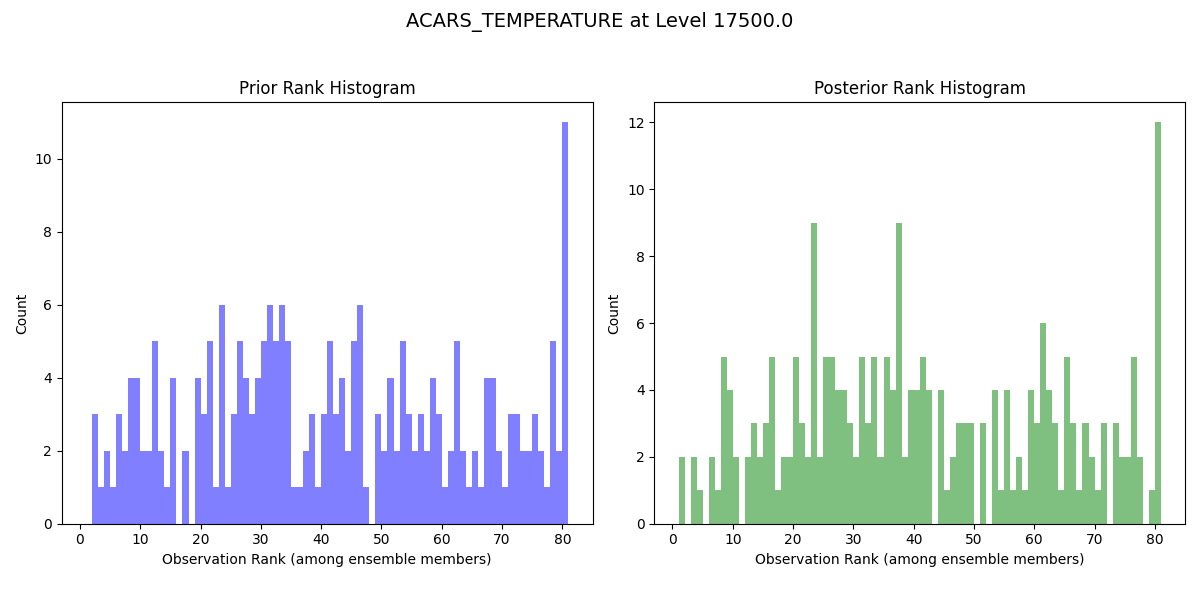 ACARS_TEMPERATURE at Level 17500.0
Prior Rank Histogram
Count
0
2
4
6
8
10
0 10 20 30 40 50 60 70 80
Observation Rank (among ensemble members)
Posterior Rank Histogram
Count
0
2
4
6
8
10
12
0 10 20 30 40 50 60 70 80
Observation Rank (among ensemble members)